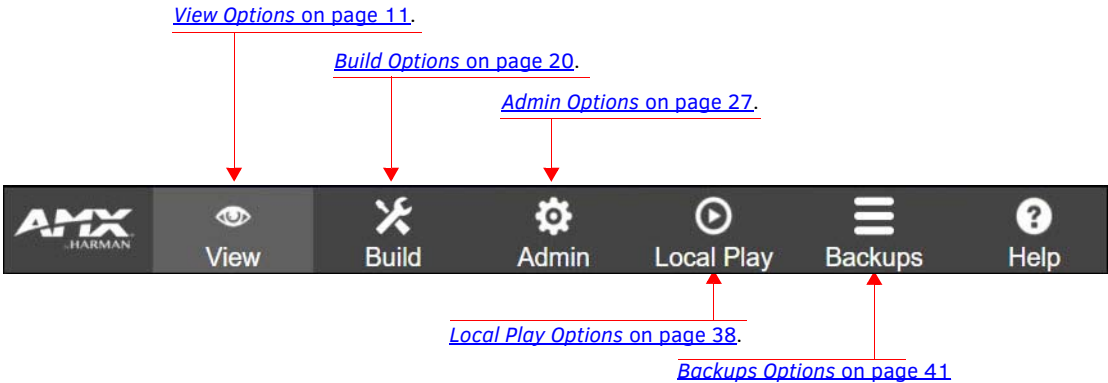 View Options on page 11.
Build Options on page 20.
Admin Options on page 27.
AMX
HARMAN
View
Build
Admin
Local Play
Backups
? Help
Local Play Options on page 38.
Backups Options on page 41